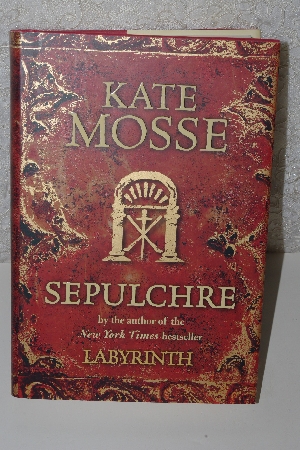 KATE
MOSSE
SEPULCHRE
by the author of the
New York Times bestseller
LABYRINTH